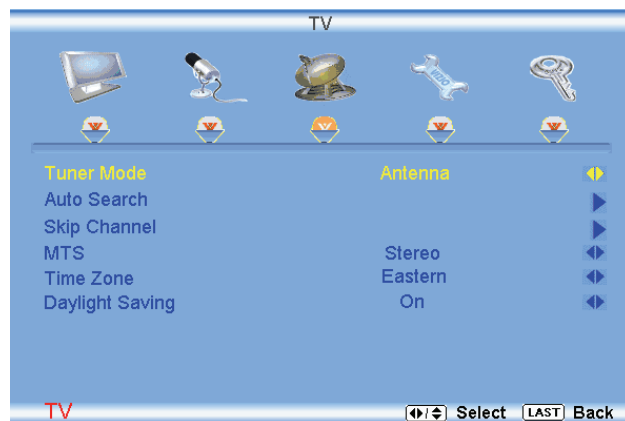 TV
Tuner Mode Antenna
Auto Search
Skip Channel
MTS Stereo
Time Zone Eastern
Daylight Saving On
TV Select LAST Back